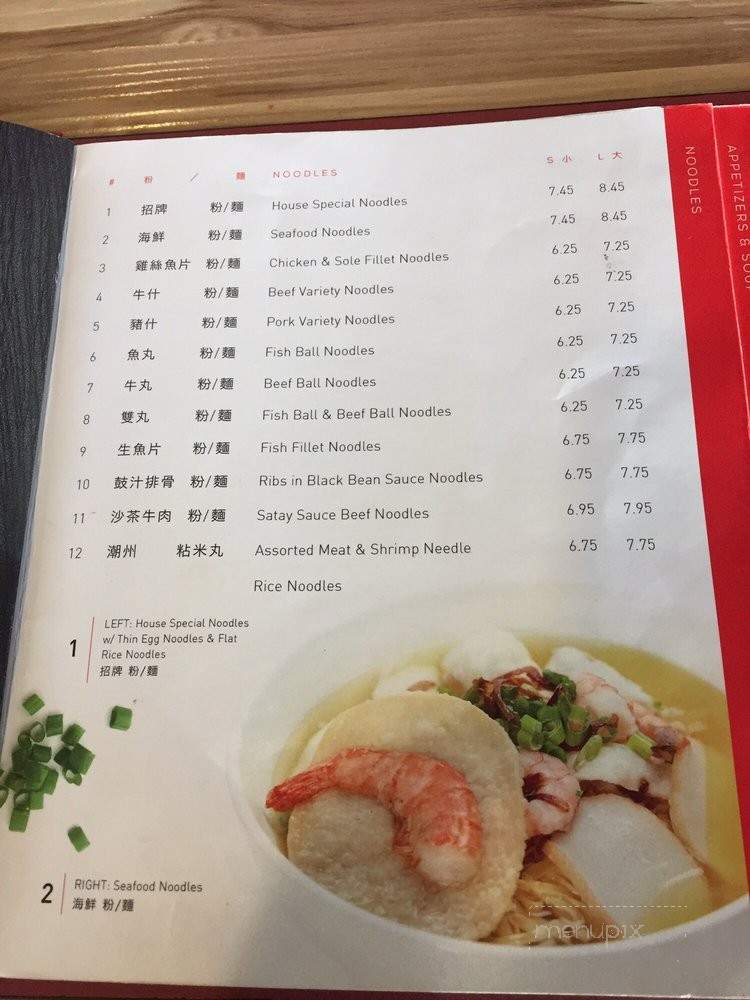 # 粉 / 麵 NOODLES S 小 L 大
1 招牌 粉/麵 House Special Noodles 7.45 8.45
2 海鮮 粉/麵 Seafood Noodles 7.45 8.45
3 雞絲魚片 粉/麵 Chicken & Sole Fillet Noodles 6.25 7.25
4 牛什 粉/麵 Beef Variety Noodles 6.25 7.25
5 豬什 粉/麵 Pork Variety Noodles 6.25 7.25
6 魚丸 粉/麵 Fish Ball Noodles 6.25 7.25
7 牛丸 粉/麵 Beef Ball Noodles 6.25 7.25
8 雙丸 粉/麵 Fish Ball & Beef Ball Noodles 6.25 7.25
9 生魚片 粉/麵 Fish Fillet Noodles 6.75 7.75
10 鼓汁排骨 粉/麵 Ribs in Black Bean Sauce Noodles 6.75 7.75
11 沙茶牛肉 粉/麵 Satay Sauce Beef Noodles 6.95 7.95
12 潮州 粘米丸 Assorted Meat & Shrimp Needle 6.75 7.75
Rice Noodles
1 LEFT: House Special Noodles
w/ Thin Egg Noodles & Flat
Rice Noodles
招牌 粉/麵
2 RIGHT: Seafood Noodles
海鮮 粉/麵
NOODLES
APPETIZERS & SOUP
menupix